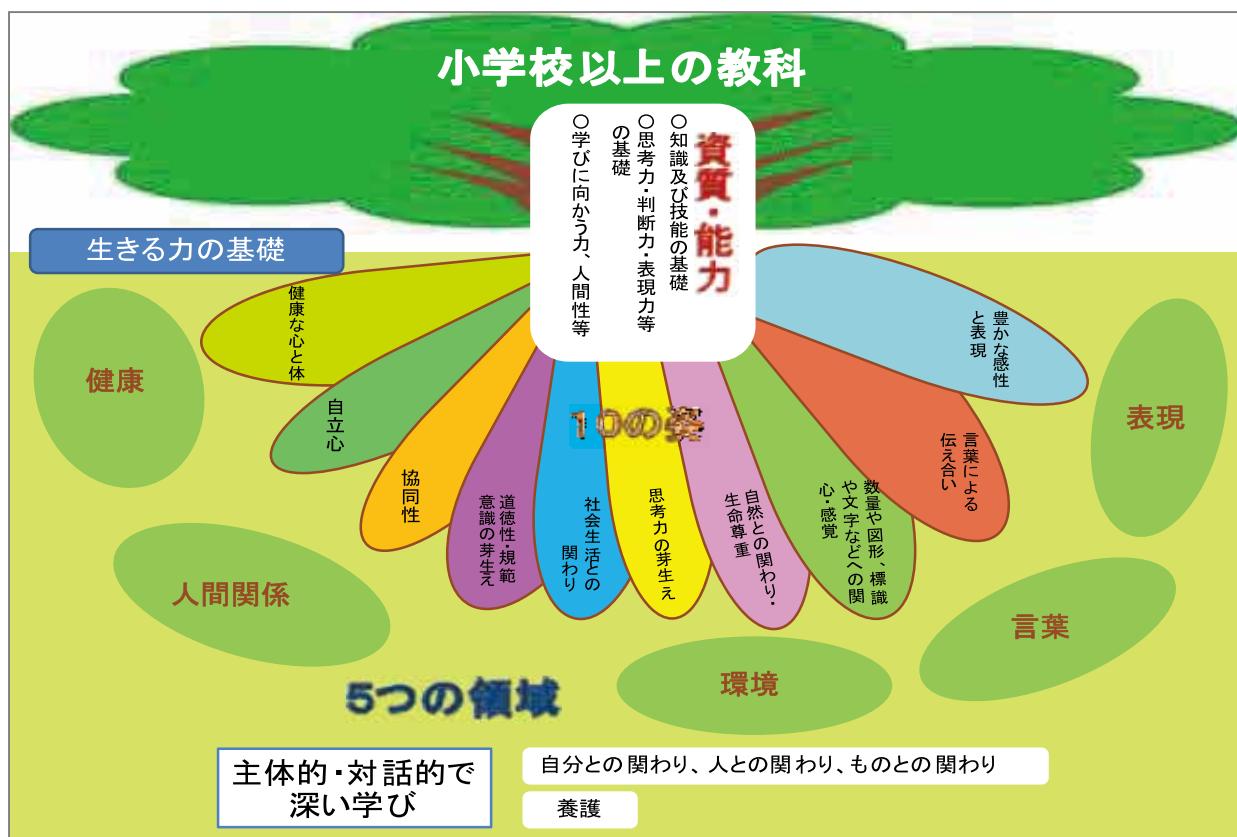 小学校以上の教科
資質・能力
○知識及び技能の基礎
○思考力・判断力・表現力等
の基礎
○学びに向かう力、人間性等
生きる力の基礎
健康な心と体
自立心
協同性
道徳性・規範
意識の芽生え
社会生活との
関わり
思考力の芽生え
自然との関わり・
生命尊重
数量や図形、標識
や文字などへの関
心・感覚
言葉による
伝え合い
豊かな感性
と表現
10の姿
健康
人間関係
環境
言葉
表現
5つの領域
主体的・対話的で
深い学び
自分との関わり、人との関わり、ものとの関わり
養護